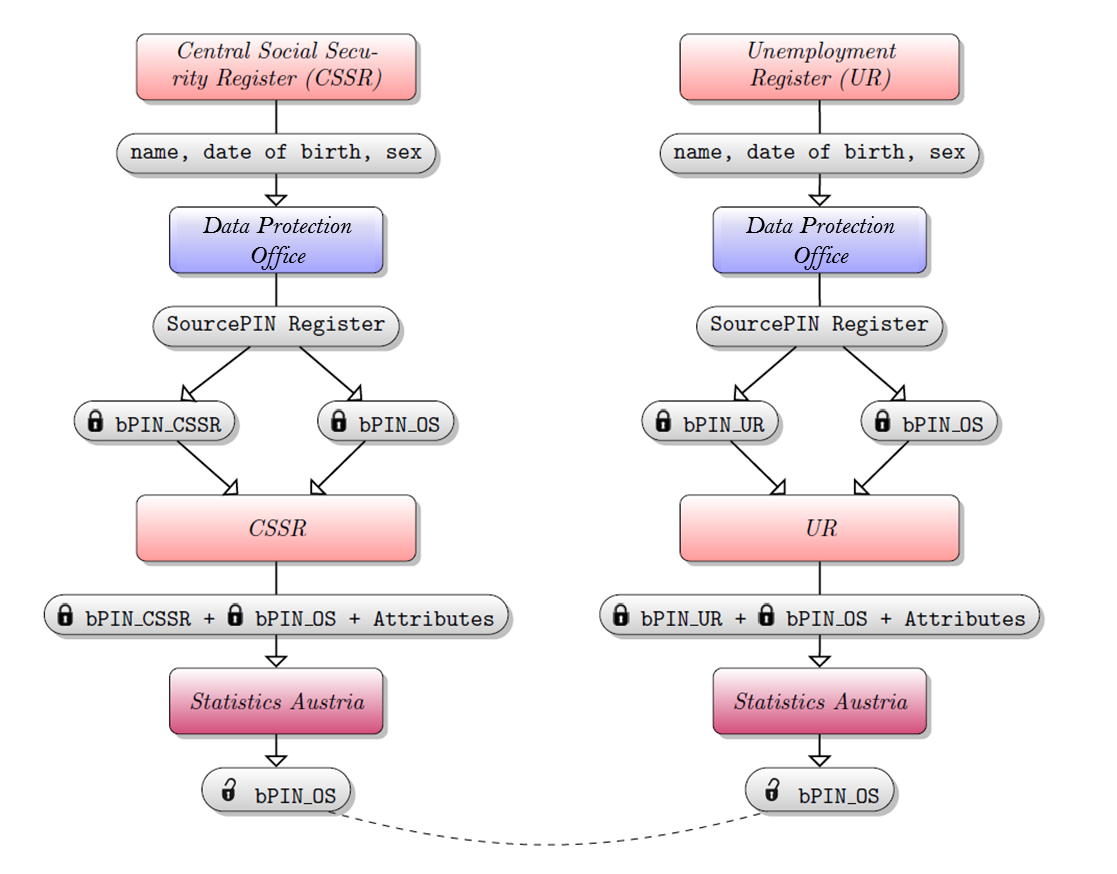 Central Social Secu-
rity Register (CSSR)
name, date of birth, sex
Data Protection
Office
SourcePIN Register
bPIN_CSSR
bPIN_OS
CSSR
bPIN_CSSR + bPIN_OS + Attributes
Statistics Austria
bPIN_OS
Unemployment
Register (UR)
name, date of birth, sex
Data Protection
Office
SourcePIN Register
bPIN_UR
bPIN_OS
UR
bPIN_UR + bPIN_OS + Attributes
Statistics Austria
bPIN_OS